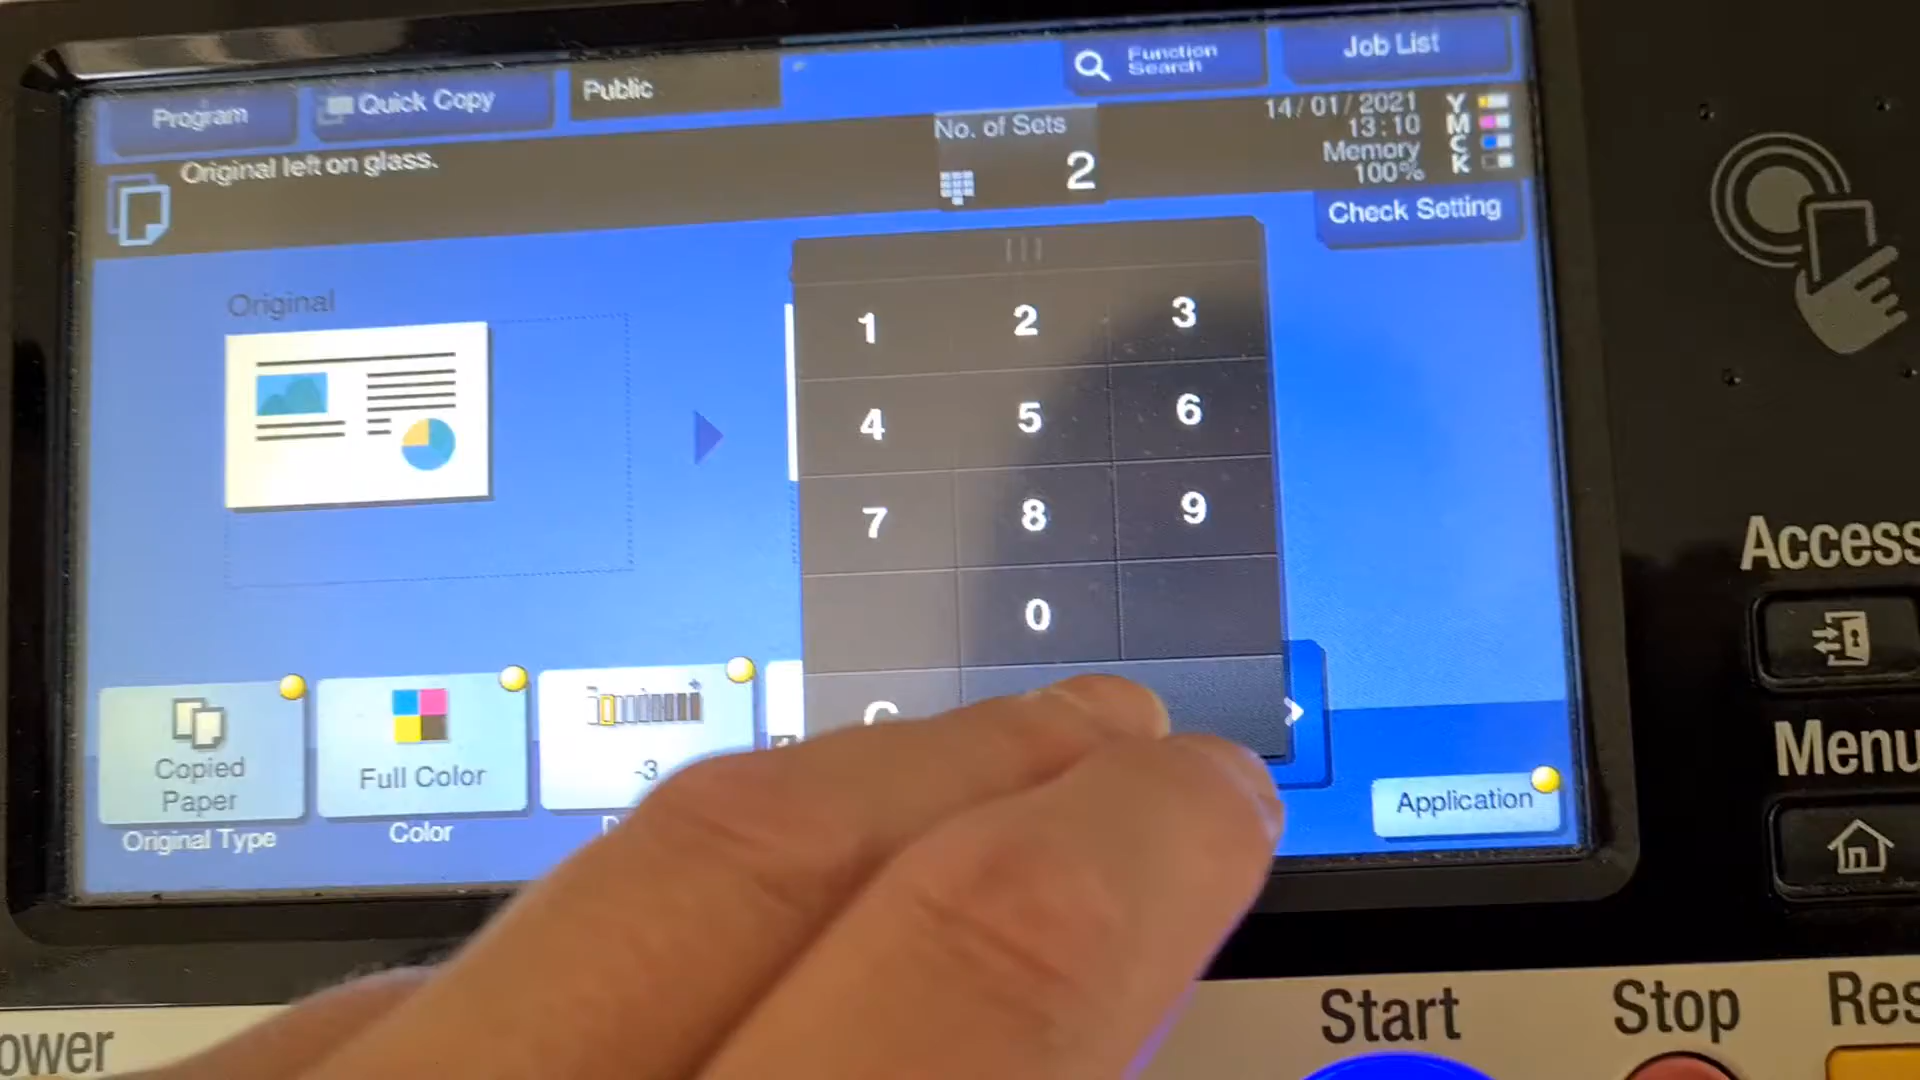 Program
Quick Copy
Public
Function
Search
Job List
Original left on glass.
No. of Sets
2
14/01/2021
13:10
Memory
100%
Y
M
C
K
Check Setting
Original
1 2 3
4 5 6
7 8 9
0
C
Copied
Paper
Original Type
Full Color
Color
-3
Application
Access
Menu
Start
Stop